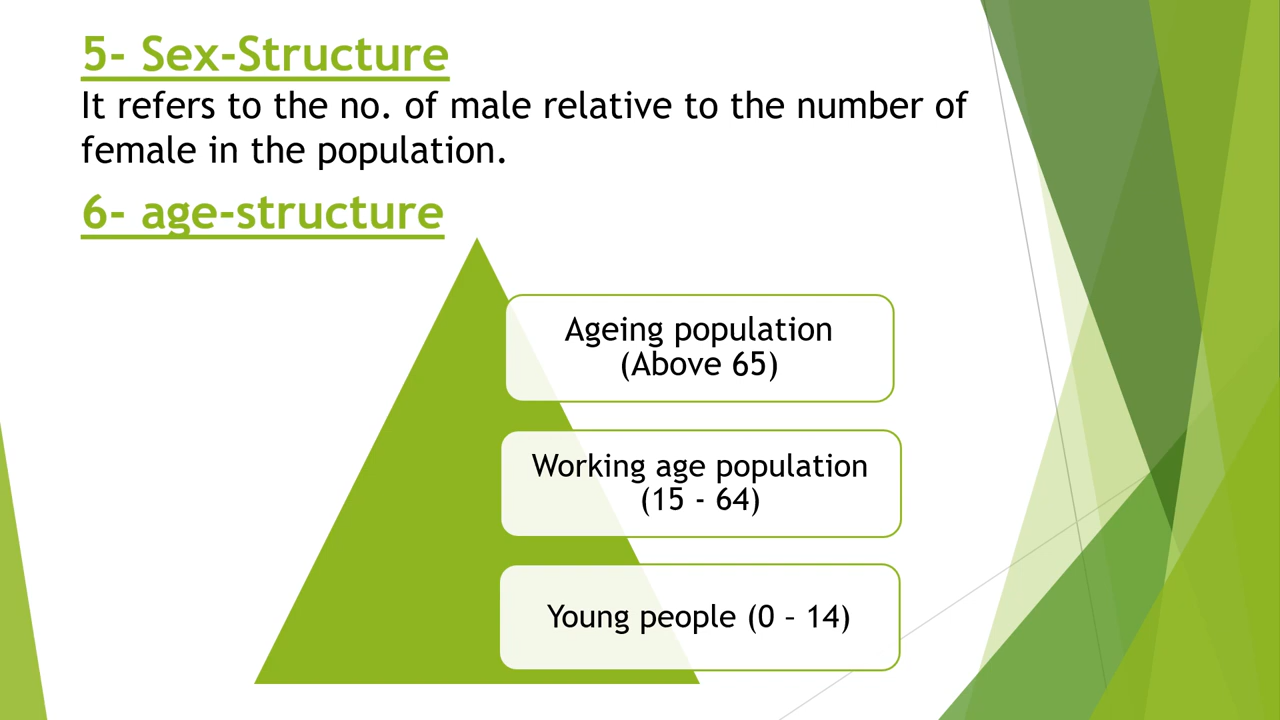 5- Sex-Structure
It refers to the no. of male relative to the number of
female in the population.
6- age-structure
Ageing population
(Above 65)
Working age population
(15 - 64)
Young people (0 – 14)